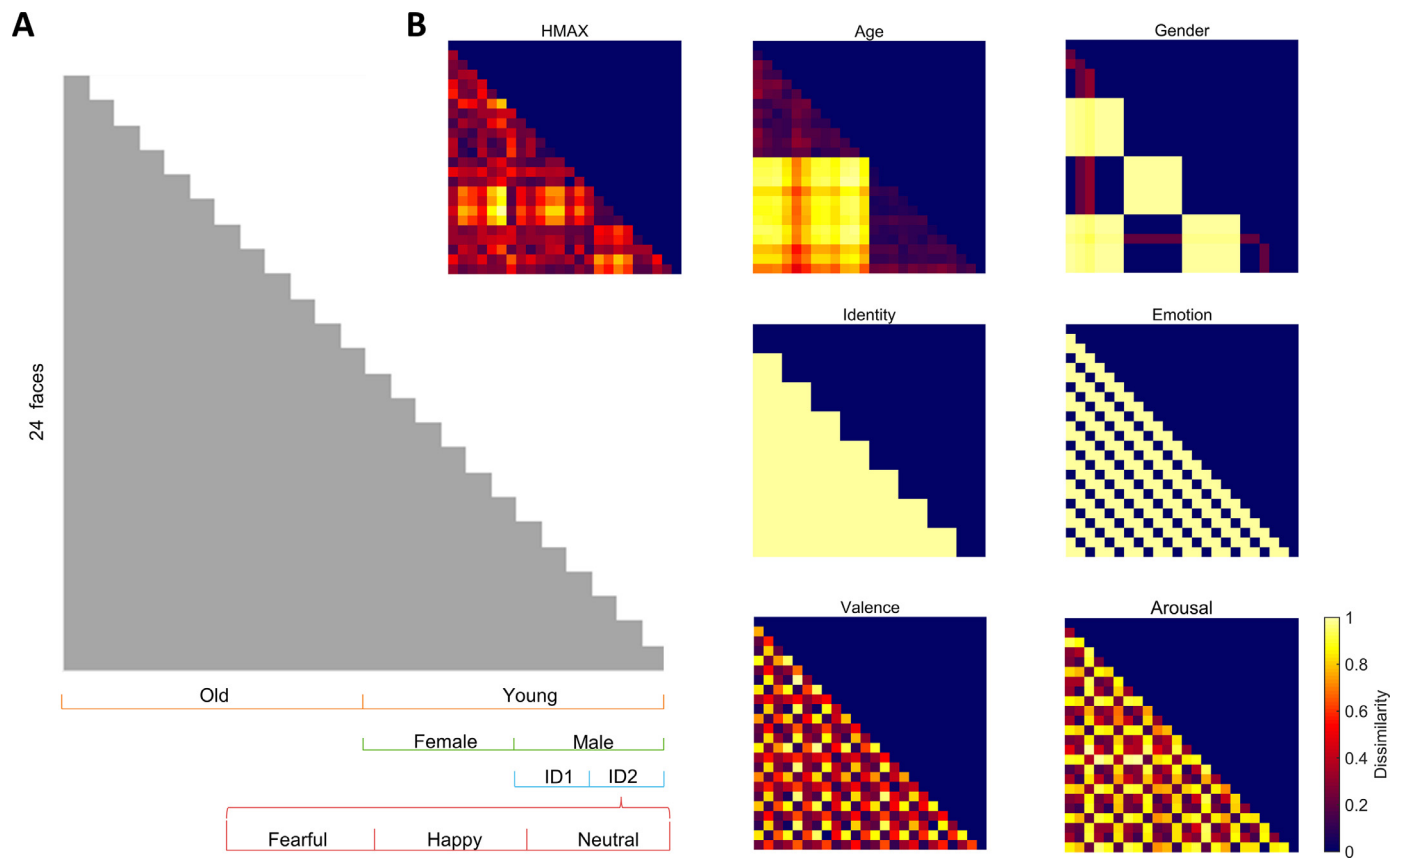 A
B
HMAX
Age
Gender
24 faces
Identity
Emotion
Old
Young
Female
Male
ID1
ID2
Fearful
Happy
Neutral
Valence
Arousal
1
0.8
0.6
0.4
0.2
0
Dissimilarity